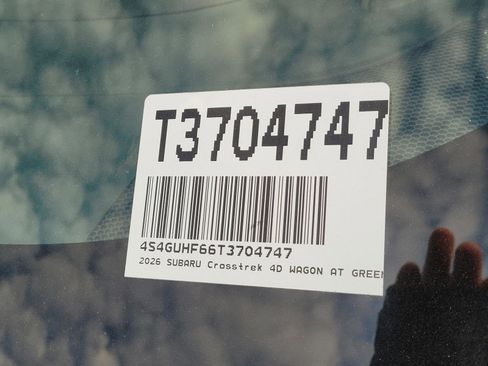 T3704747
4S4GUHF66T3704747
2026 SUBARU Crosstrek 4D WAGON AT GREEN